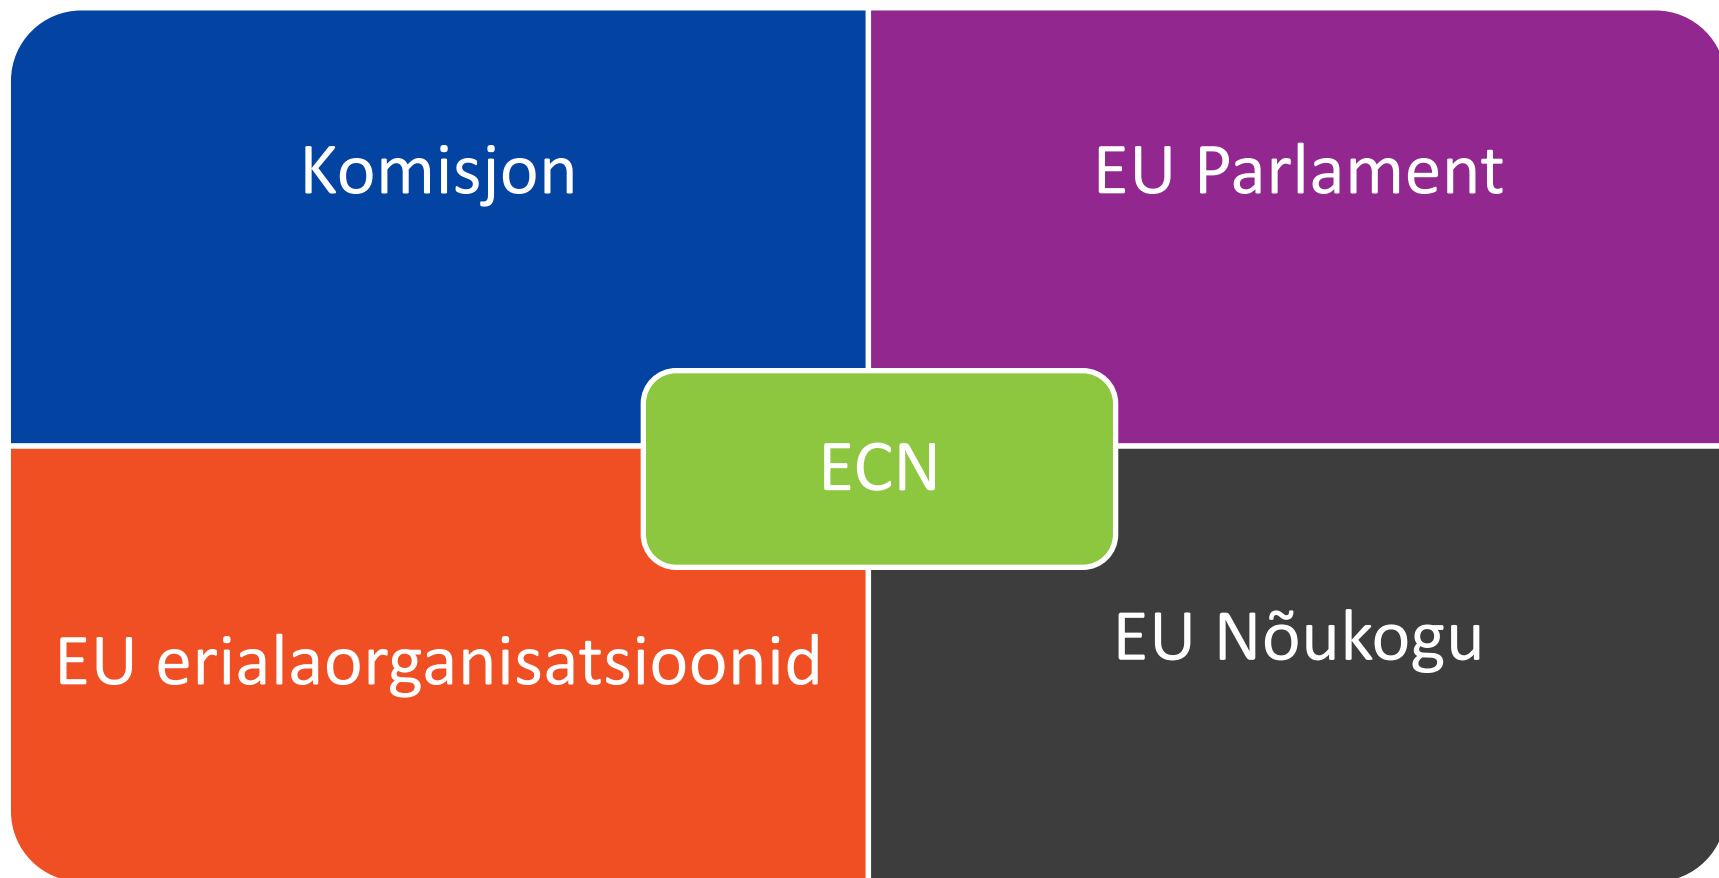 Komisjon
EU Parlament
ECN
EU erialaorganisatsioonid
EU Nõukogu